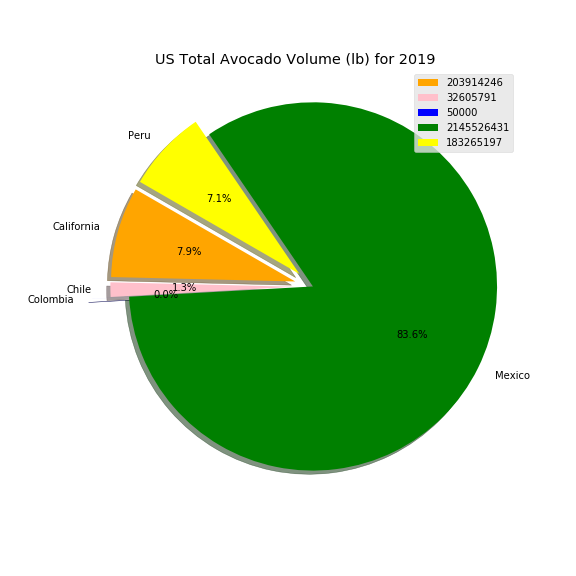 US Total Avocado Volume (lb) for 2019
203914246
32605791
50000
2145526431
183265197
Peru
7.1%
California
7.9%
Chile
1.3%
Colombia
0.0%
83.6%
Mexico